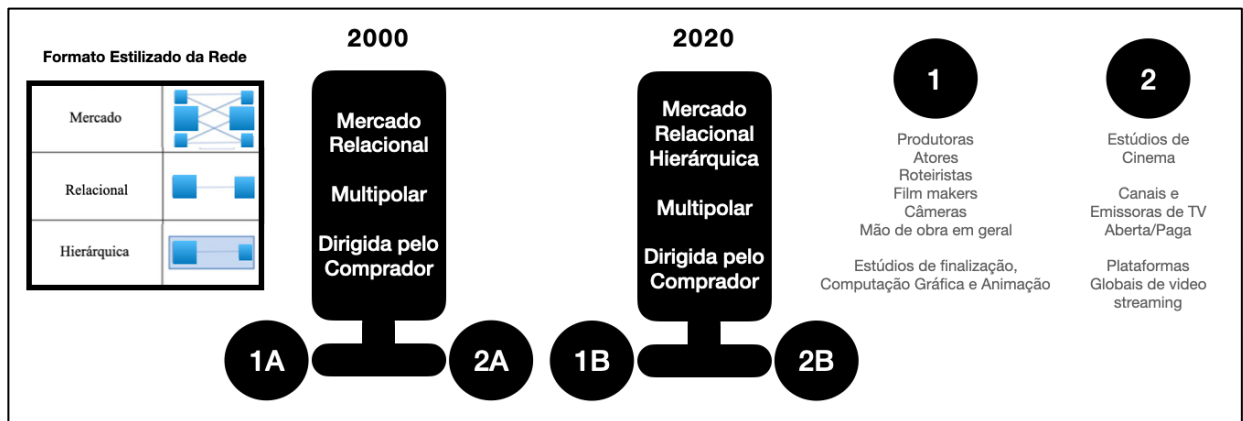 Formato Estilizado da Rede
Mercado
Relacional
Hierárquica
2000
Mercado
Relacional
Multipolar
Dirigida pelo
Comprador
1A
2A
2020
Mercado
Relacional
Hierárquica
Multipolar
Dirigida pelo
Comprador
1B
2B
1
Produtoras
Atores
Roteiristas
Film makers
Câmeras
Mão de obra em geral
Estúdios de finalização,
Computação Gráfica e Animação
2
Estúdios de
Cinema
Canais e
Emissoras de TV
Aberta/Paga
Plataformas
Globais de video
streaming